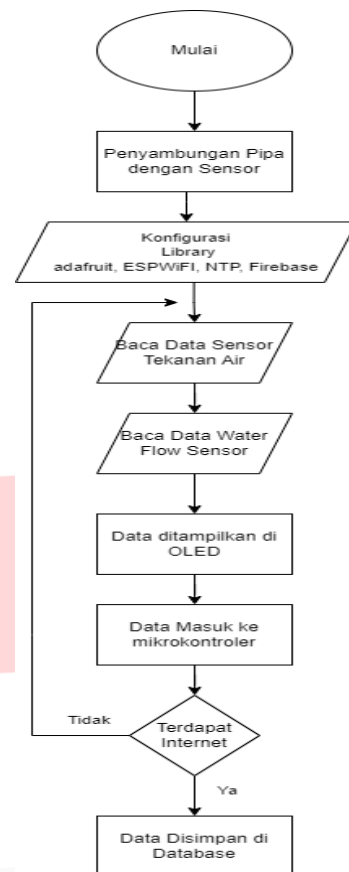 Mulai
Penyambungan Pipa
dengan Sensor
Konfigurasi
Library
adafruit, ESPWiFI, NTP, Firebase
Baca Data Sensor
Tekanan Air
Baca Data Water
Flow Sensor
Data ditampilkan di
OLED
Data Masuk ke
mikrokontroler
Tidak
Terdapat
Internet
Ya
Data Disimpan di
Database